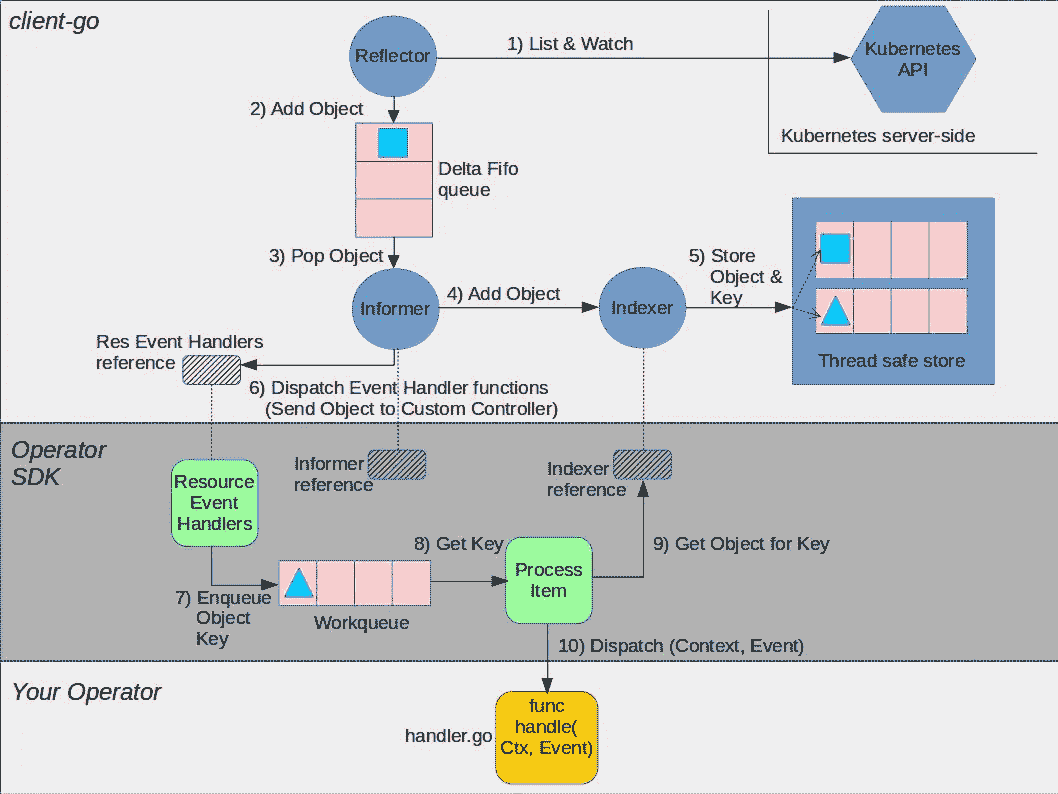 client-go
Reflector
1) List & Watch
Kubernetes
API
Kubernetes server-side
2) Add Object
Delta Fifo
queue
3) Pop Object
Informer
4) Add Object
Indexer
5) Store
Object &
Key
Thread safe store
Res Event Handlers
reference
6) Dispatch Event Handler functions
(Send Object to Custom Controller)
Operator
SDK
Resource
Event
Handlers
Informer
reference
Indexer
reference
7) Enqueue
Object
Key
Workqueue
8) Get Key
Process
Item
9) Get Object for Key
10) Dispatch (Context, Event)
Your Operator
handler.go
func
handle(
Ctx, Event)